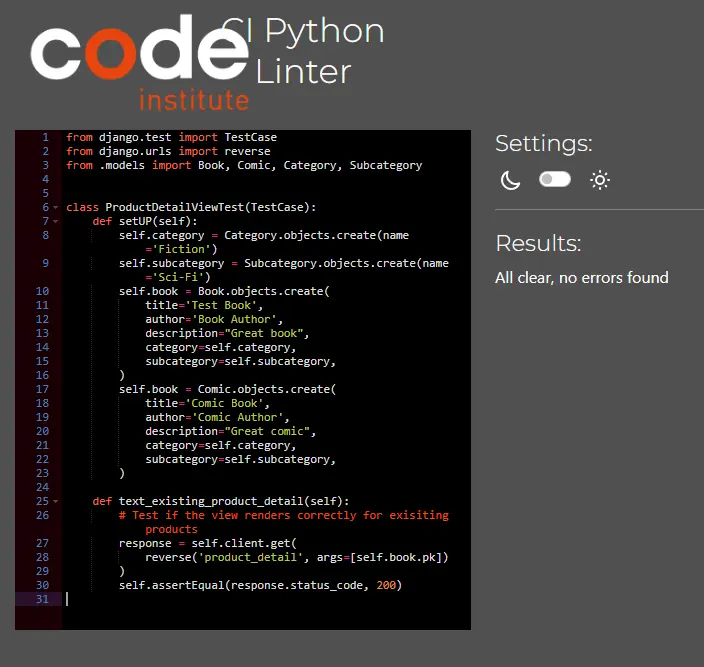 code
institute
CI Python
Linter
1 from django.test import TestCase
2 from django.urls import reverse
3 from .models import Book, Comic, Category, Subcategory
4
5
6 class ProductDetailViewTest(TestCase):
7 def setUP(self):
8 self.category = Category.objects.create(name
='Fiction')
9 self.subcategory = Subcategory.objects.create(name
='Sci-Fi')
10 self.book = Book.objects.create(
11 title='Test Book',
12 author='Book Author',
13 description="Great book",
14 category=self.category,
15 subcategory=self.subcategory,
16 )
17 self.book = Comic.objects.create(
18 title='Comic Book',
19 author='Comic Author',
20 description="Great comic",
21 category=self.category,
22 subcategory=self.subcategory,
23 )
24
25 def text_existing_product_detail(self):
26 # Test if the view renders correctly for exisiting
products
27 response = self.client.get(
28 reverse('product_detail', args=[self.book.pk])
29 )
30 self.assertEqual(response.status_code, 200)
31
Settings:
Results:
All clear, no errors found